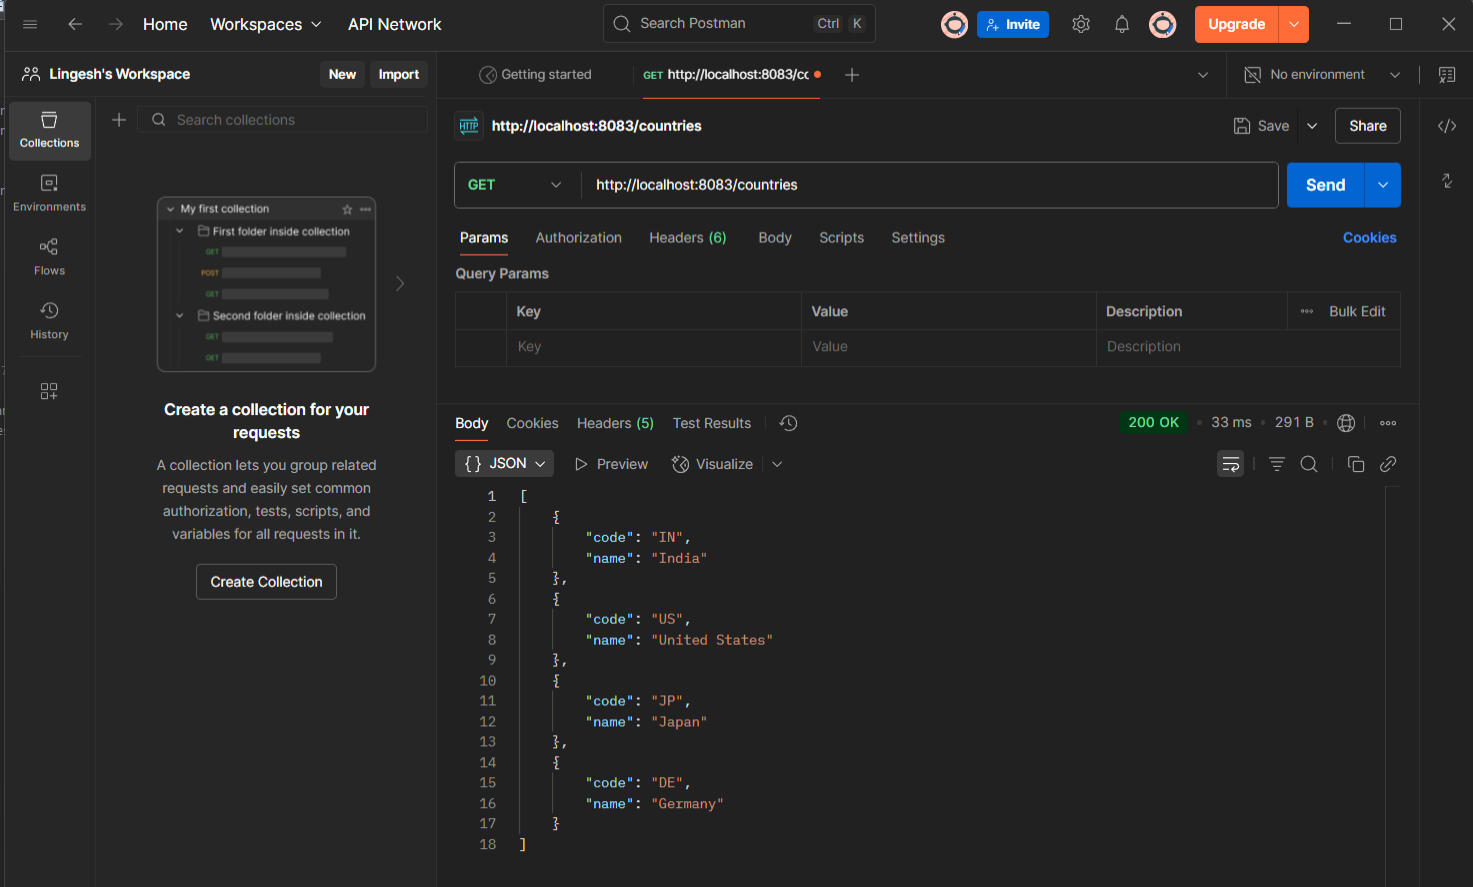 Home
Workspaces
API Network
Search Postman
Ctrl K
Invite
Upgrade
Lingesh's Workspace
New
Import
Getting started
GET http://localhost:8083/cc
No environment
Collections
Environments
Flows
History
Search collections
My first collection
First folder inside collection
GET
POST
GET
Second folder inside collection
GET
GET
Create a collection for your
requests
A collection lets you group related
requests and easily set common
authorization, tests, scripts, and
variables for all requests in it.
Create Collection
HTTP http://localhost:8083/countries
Save
Share
GET http://localhost:8083/countries
Send
Params Authorization Headers (6) Body Scripts Settings Cookies
Query Params
Key Value Description Bulk Edit
Key Value Description
Body Cookies Headers (5) Test Results
200 OK • 33 ms • 291 B
{} JSON Preview Visualize
1 [
2 {
3 "code": "IN",
4 "name": "India"
5 },
6 {
7 "code": "US",
8 "name": "United States"
9 },
10 {
11 "code": "JP",
12 "name": "Japan"
13 },
14 {
15 "code": "DE",
16 "name": "Germany"
17 }
18 ]